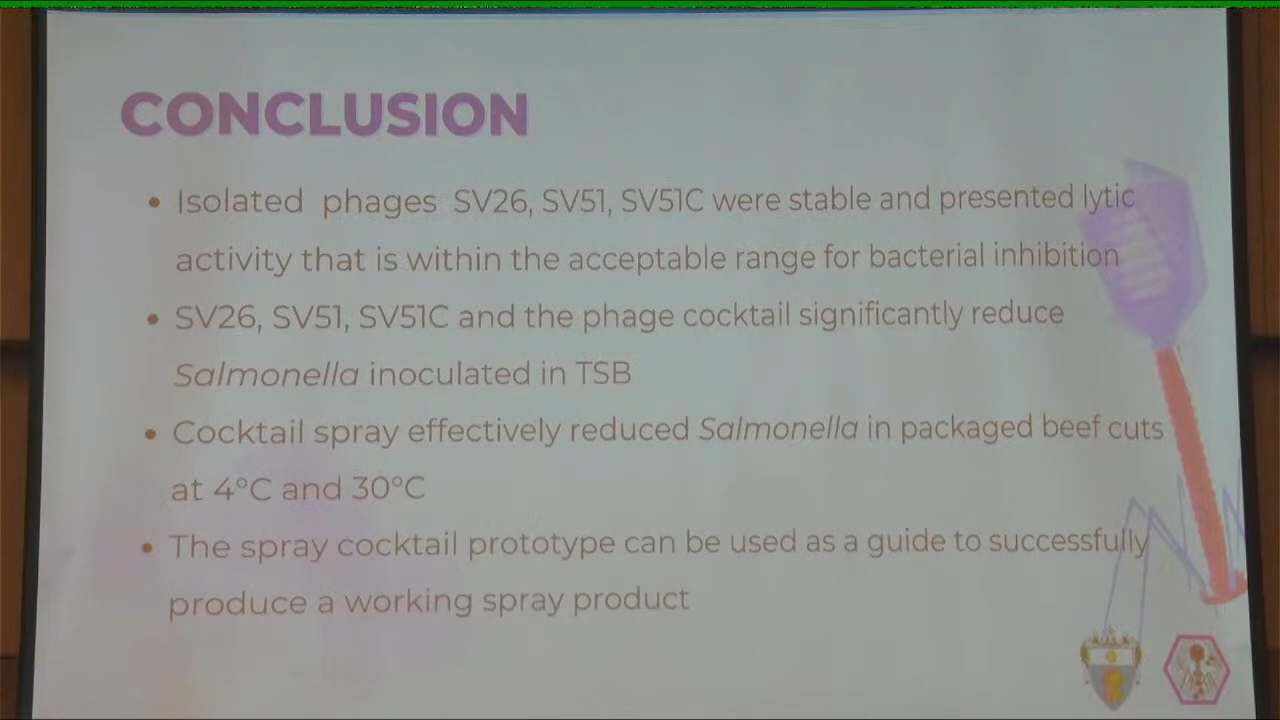 CONCLUSION
• Isolated phages SV26, SV51, SV51C were stable and presented lytic
activity that is within the acceptable range for bacterial inhibition
• SV26, SV51, SV51C and the phage cocktail significantly reduce
Salmonella inoculated in TSB
• Cocktail spray effectively reduced Salmonella in packaged beef cuts
at 4°C and 30°C
• The spray cocktail prototype can be used as a guide to successfully
produce a working spray product